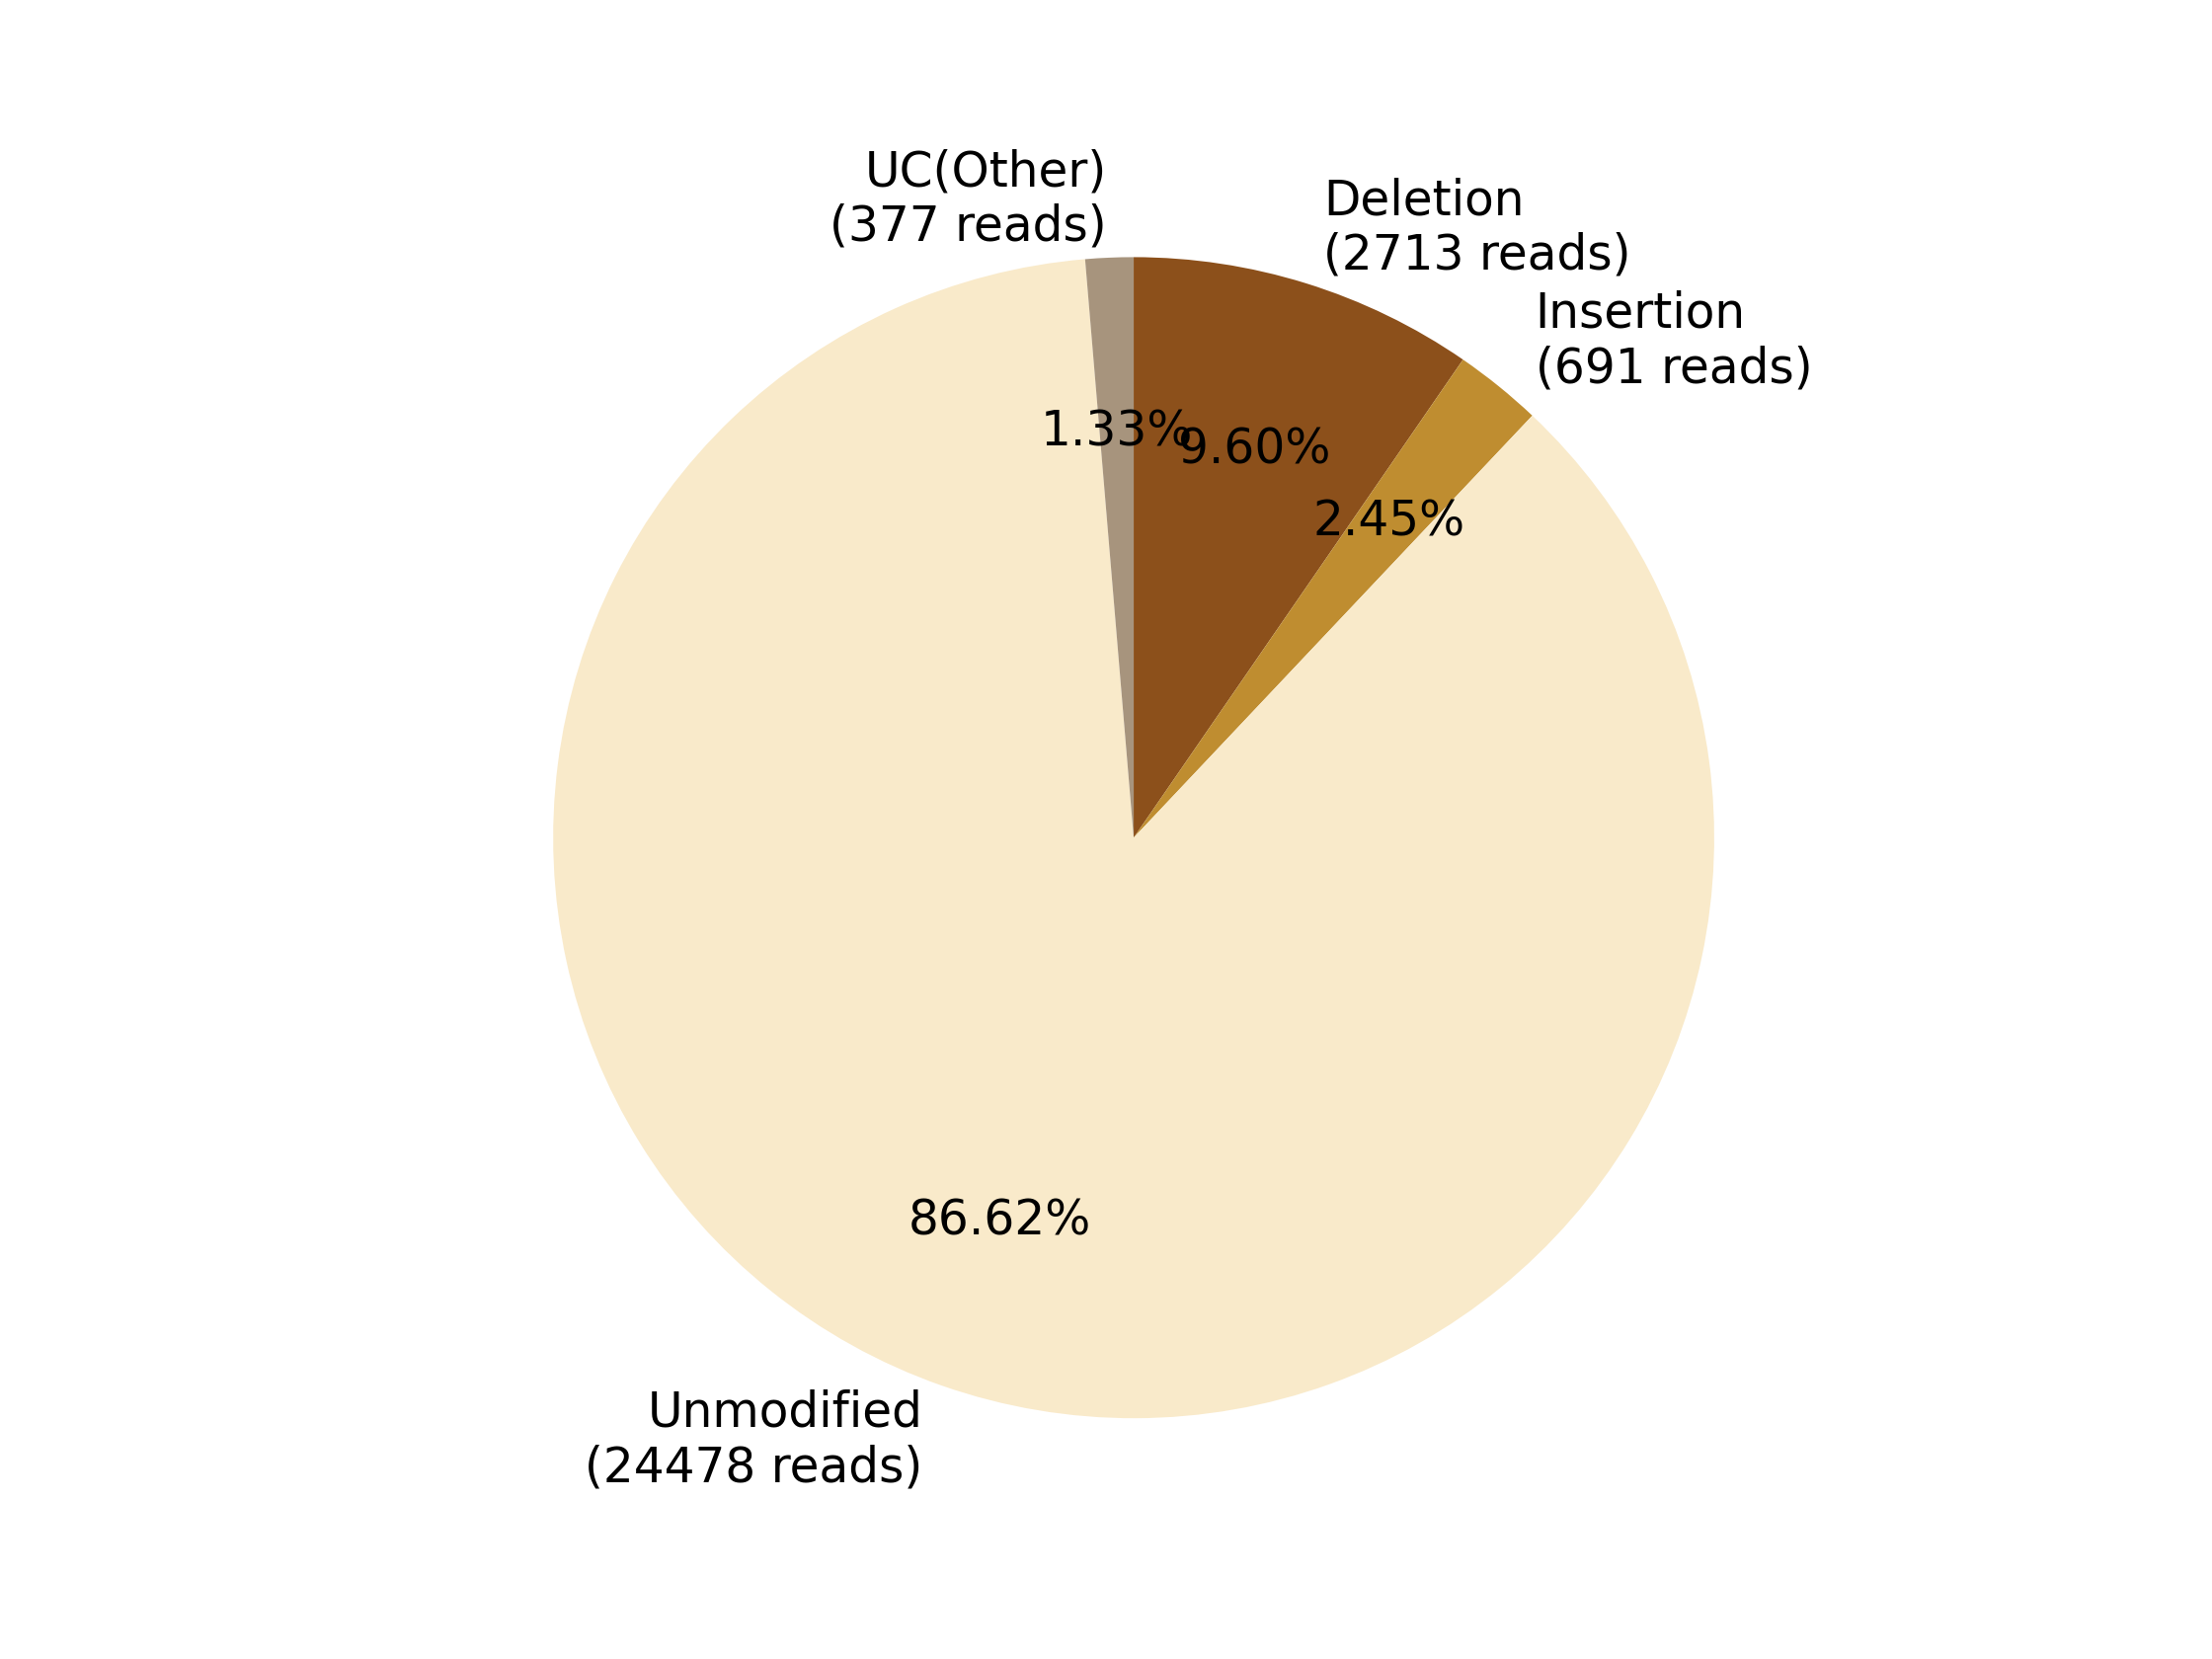 UC(Other)
(377 reads)
Deletion
(2713 reads)
Insertion
(691 reads)
1.33%
9.60%
2.45%
86.62%
Unmodified
(24478 reads)